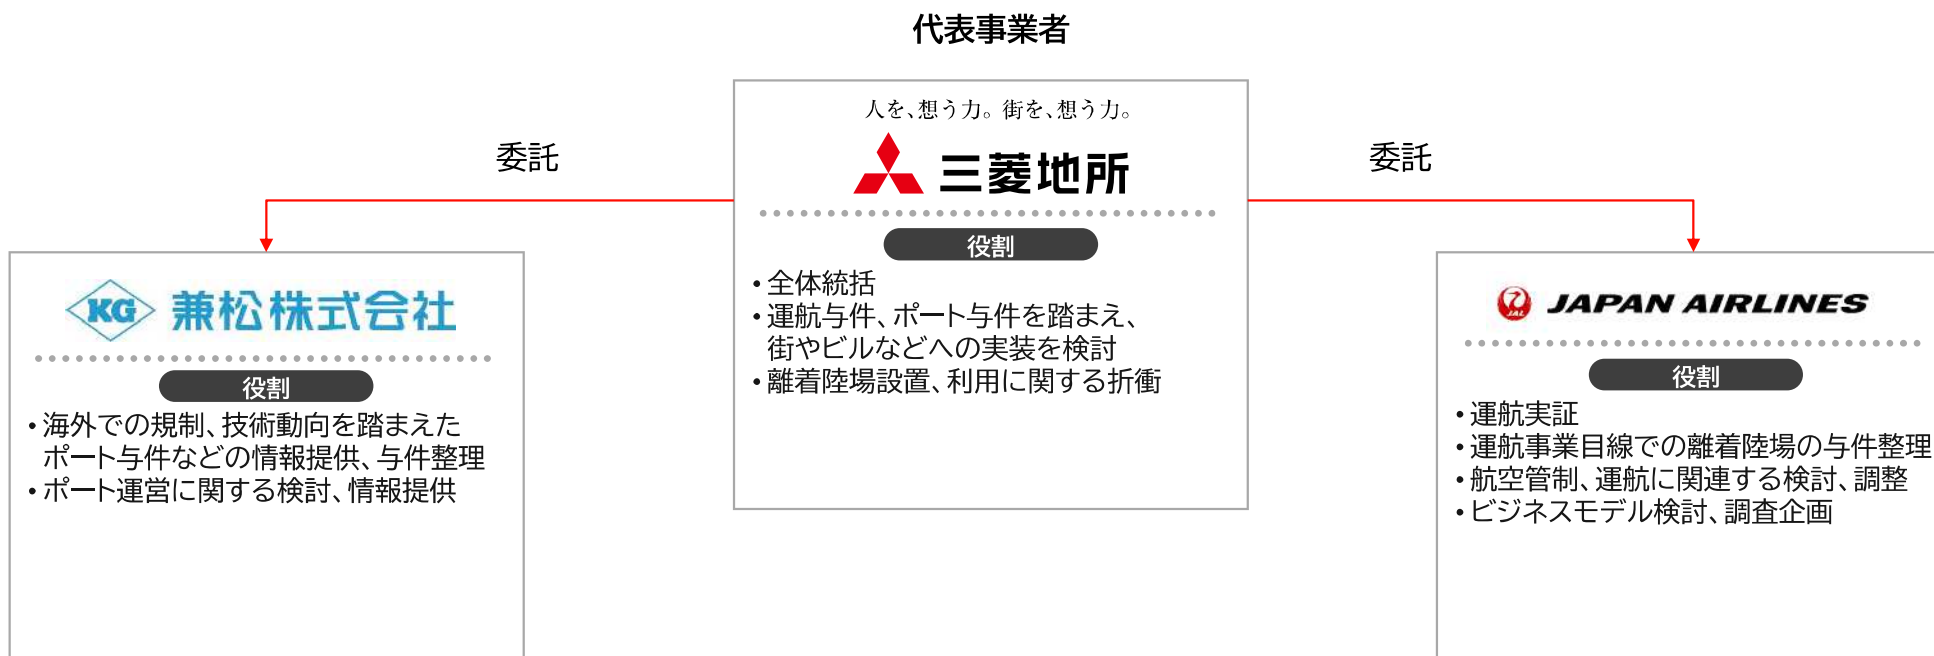 代表事業者
人を、想う力。街を、想う力。
三菱地所
役割
• 全体統括
• 運航与件、ポート与件を踏まえ、
街やビルなどへの実装を検討
• 離着陸場設置、利用に関する折衝
委託
委託
KG 兼松株式会社
役割
• 海外での規制、技術動向を踏まえた
ポート与件などの情報提供、与件整理
• ポート運営に関する検討、情報提供
JAL JAPAN AIRLINES
役割
• 運航実証
• 運航事業目線での離着陸場の与件整理
• 航空管制、運航に関連する検討、調整
• ビジネスモデル検討、調査企画